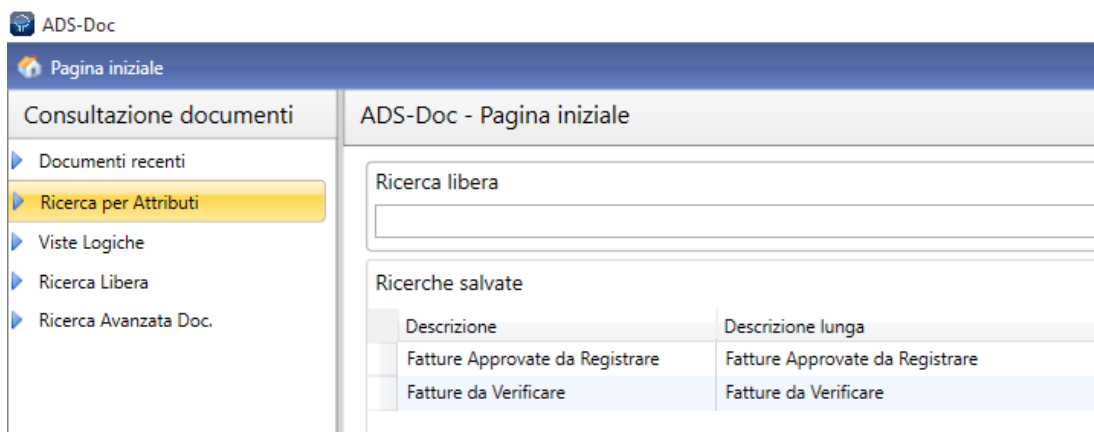 ADS-Doc
Pagina iniziale
Consultazione documenti
Documenti recenti
Ricerca per Attributi
Viste Logiche
Ricerca Libera
Ricerca Avanzata Doc.
ADS-Doc - Pagina iniziale
Ricerca libera
Ricerche salvate
Descrizione Descrizione lunga
Fatture Approvate da Registrare Fatture Approvate da Registrare
Fatture da Verificare Fatture da Verificare